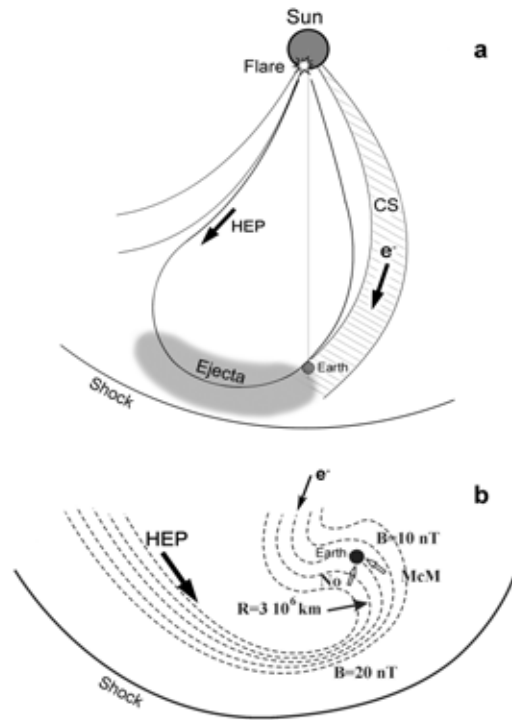 Sun
a
Flare
CS
HEP
e-
Ejecta
Earth
Shock
e-
b
HEP
B=10 nT
Earth
No
McM
R=3 10⁶ km
B=20 nT
Shock